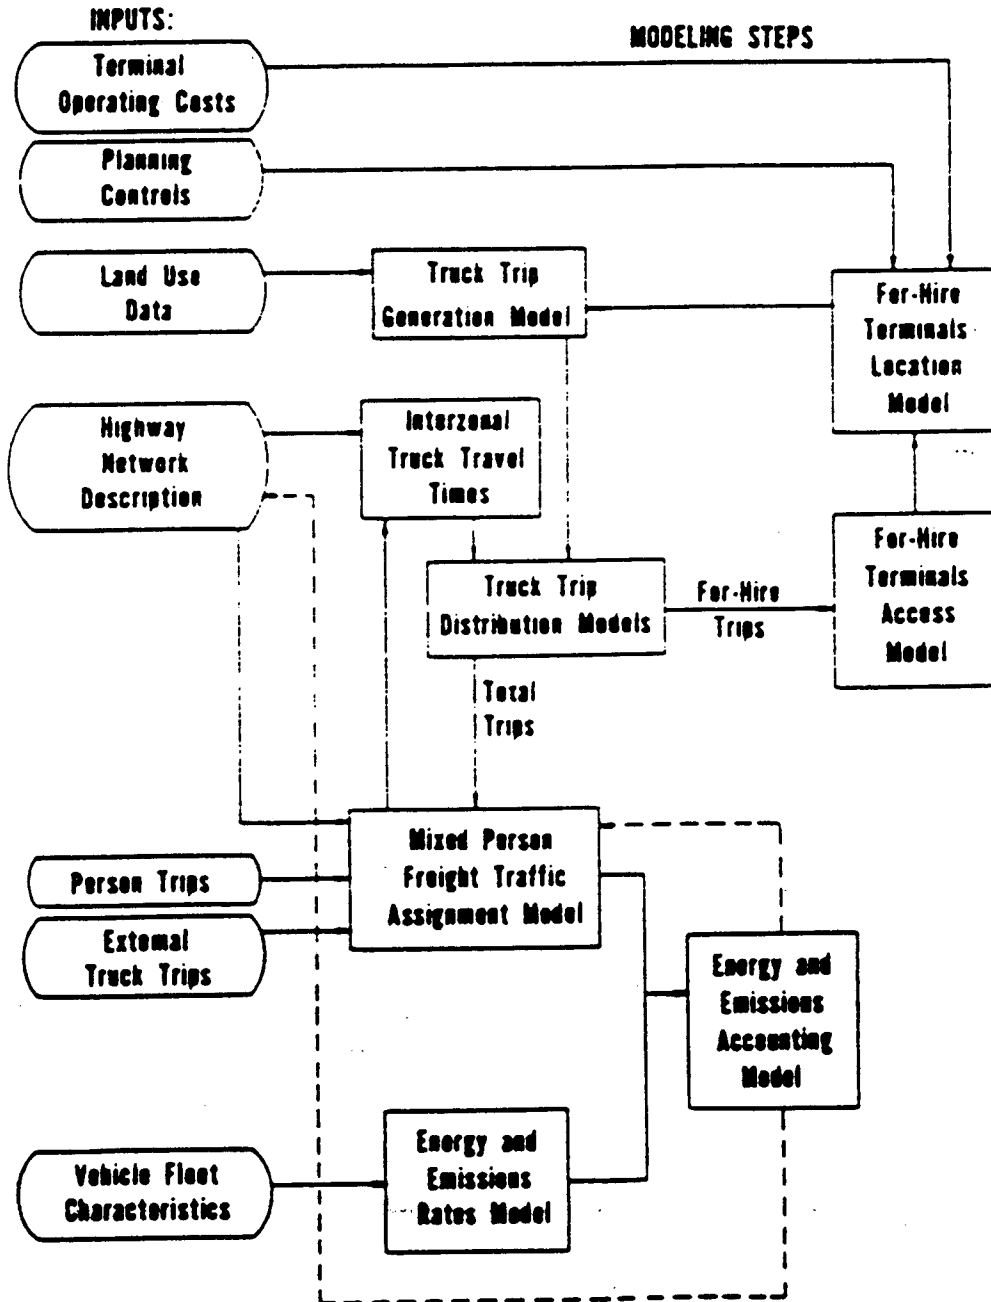 INPUTS:
MODELING STEPS
Terminal
Operating Costs
Planning
Controls
Land Use
Data
Truck Trip
Generation Model
For-Hire
Terminals
Location
Model
Highway
Network
Description
Interzonal
Truck Travel
Times
For-Hire
Terminals
Access
Model
Truck Trip
Distribution Models
For-Hire
Trips
Total
Trips
Mixed Person
Freight Traffic
Assignment Model
Person Trips
External
Truck Trips
Energy and
Emissions
Accounting
Model
Vehicle Fleet
Characteristics
Energy and
Emissions
Rates Model